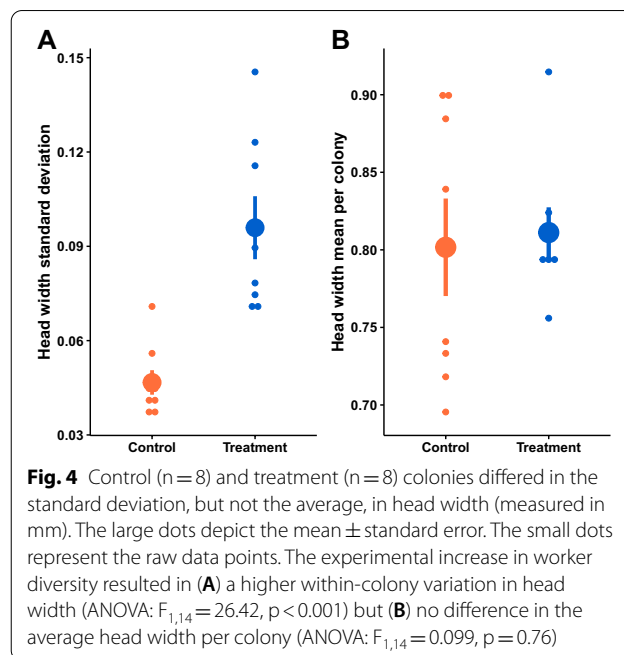 A
B
0.15
0.12
0.09
0.06
0.03
Head width standard deviation
Control
Treatment
0.90
0.85
0.80
0.75
0.70
Head width mean per colony
Control
Treatment
Fig. 4 Control (n = 8) and treatment (n = 8) colonies differed in the
standard deviation, but not the average, in head width (measured in
mm). The large dots depict the mean ± standard error. The small dots
represent the raw data points. The experimental increase in worker
diversity resulted in (A) a higher within-colony variation in head
width (ANOVA: F1,14 = 26.42, p < 0.001) but (B) no difference in the
average head width per colony (ANOVA: F1,14 = 0.099, p = 0.76)